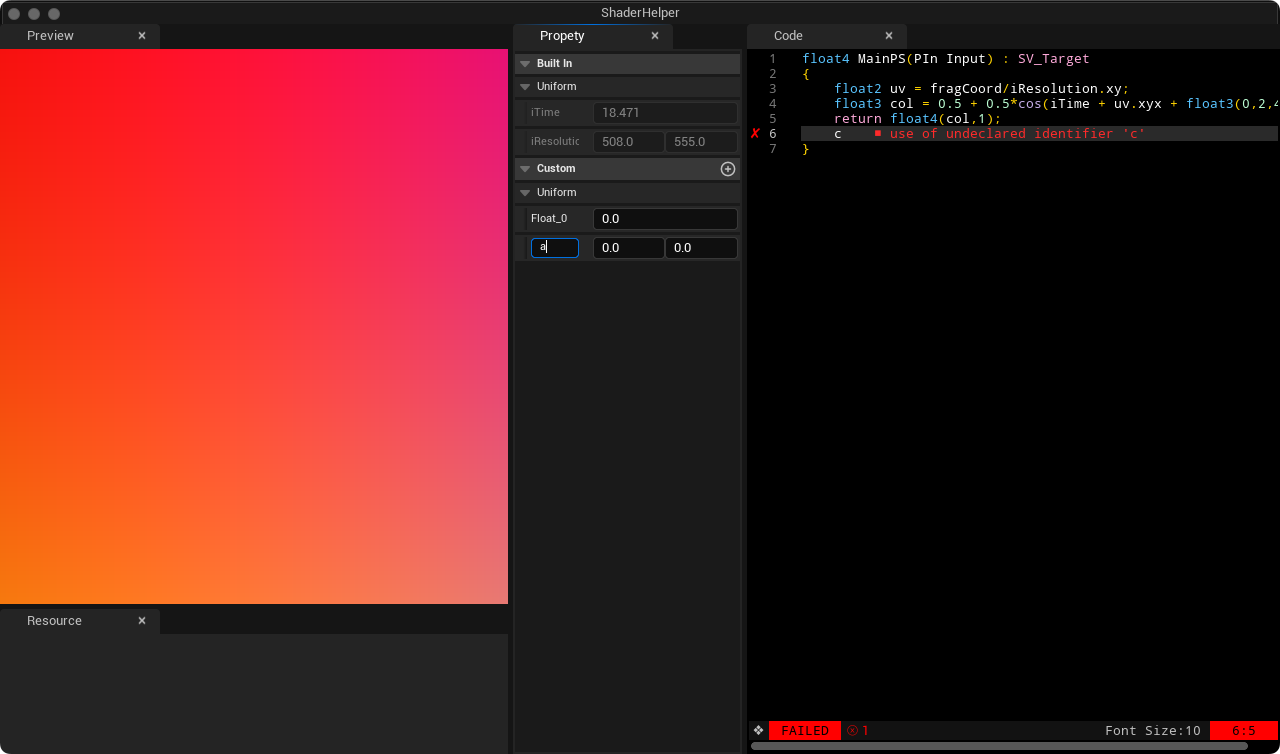 ShaderHelper
Preview ×
Propety ×
Code ×
Built In
Uniform
iTime 18.471
iResolutic 508.0 555.0
Custom
Uniform
Float_0 0.0
a 0.0 0.0
1 float4 MainPS(PIn Input) : SV_Target
2 {
3 float2 uv = fragCoord/iResolution.xy;
4 float3 col = 0.5 + 0.5*cos(iTime + uv.xyx + float3(0,2,4
5 return float4(col,1);
✗ 6 c ■ use of undeclared identifier 'c'
7 }
Resource ×
❖ FAILED ⓧ 1 Font Size:10 6:5